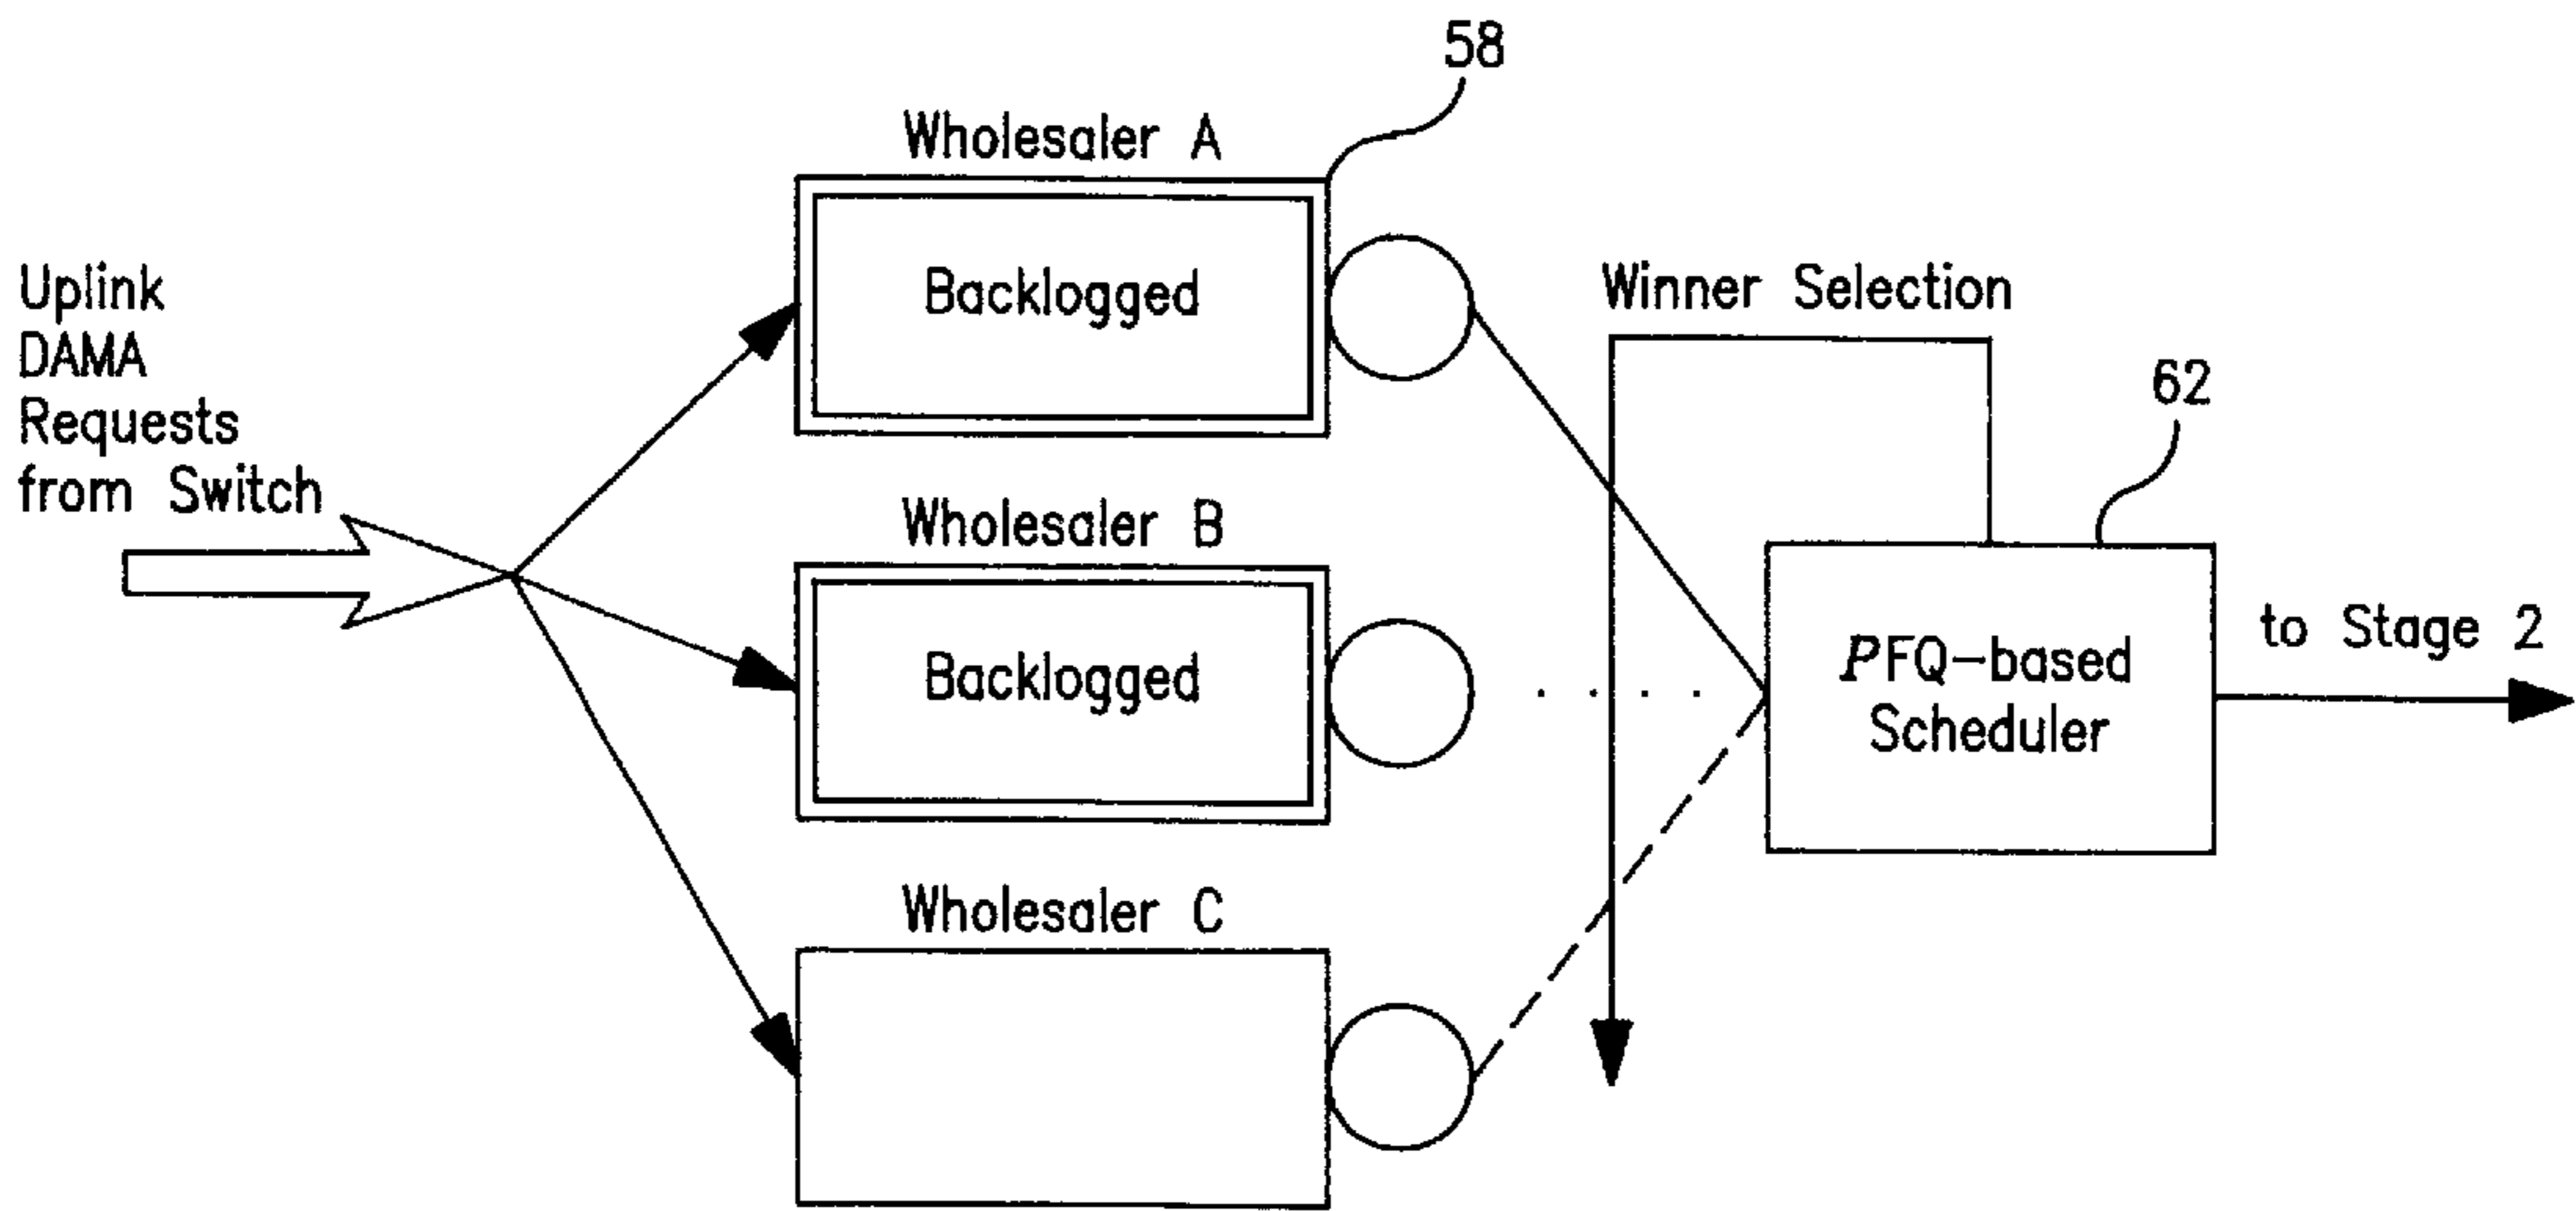 58
Wholesaler A
Backlogged
Uplink
DAMA
Requests
from Switch
Winner Selection
62
Wholesaler B
Backlogged
PFQ-based
Scheduler
to Stage 2
Wholesaler C